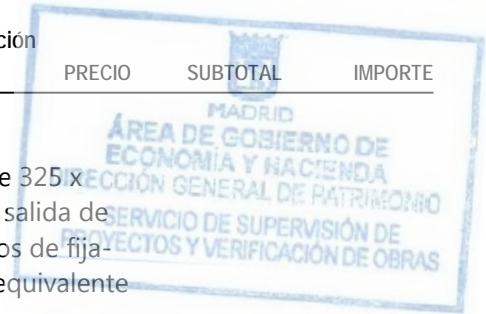 ción
PRECIO SUBTOTAL IMPORTE
MADRID
ÁREA DE GOBIERNO DE
ECONOMÍA Y HACIENDA
e 325 x
DIRECCIÓN GENERAL DE PATRIMONIO
salida de
SERVICIO DE SUPERVISIÓN DE
os de fija-
PROYECTOS Y VERIFICACIÓN DE OBRAS
equivalente